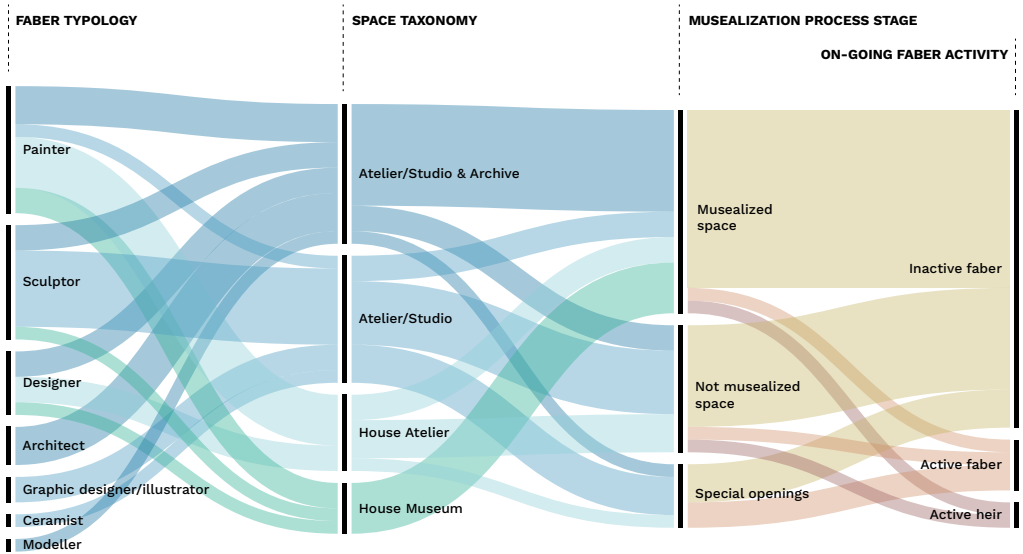 FABER TYPOLOGY
SPACE TAXONOMY
MUSEALIZATION PROCESS STAGE
ON-GOING FABER ACTIVITY
Painter
Sculptor
Designer
Architect
Graphic designer/illustrator
Ceramist
Modeller
Atelier/Studio & Archive
Atelier/Studio
House Atelier
House Museum
Musealized
space
Not musealized
space
Special openings
Inactive faber
Active faber
Active heir